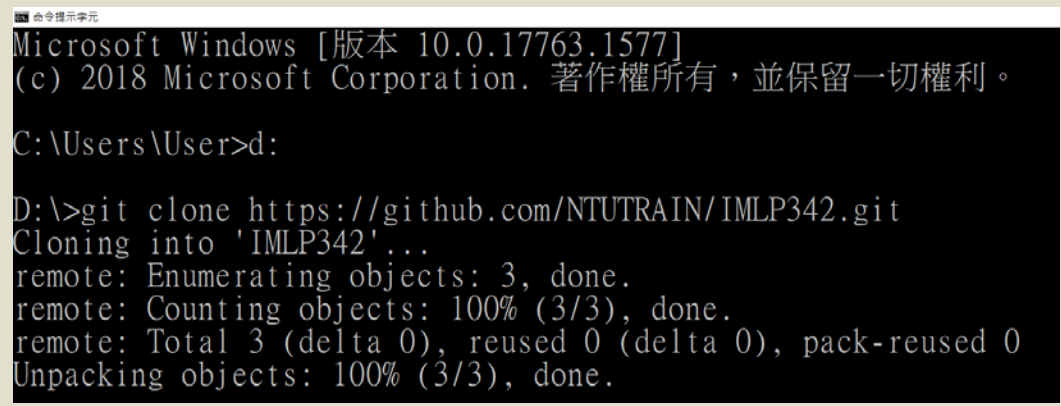 命令提示字元
Microsoft Windows [版本 10.0.17763.1577]
(c) 2018 Microsoft Corporation. 著作權所有，並保留一切權利。
C:\Users\User>d:
D:\>git clone https://github.com/NTUTRAIN/IMLP342.git
Cloning into 'IMLP342'...
remote: Enumerating objects: 3, done.
remote: Counting objects: 100% (3/3), done.
remote: Total 3 (delta 0), reused 0 (delta 0), pack-reused 0
Unpacking objects: 100% (3/3), done.